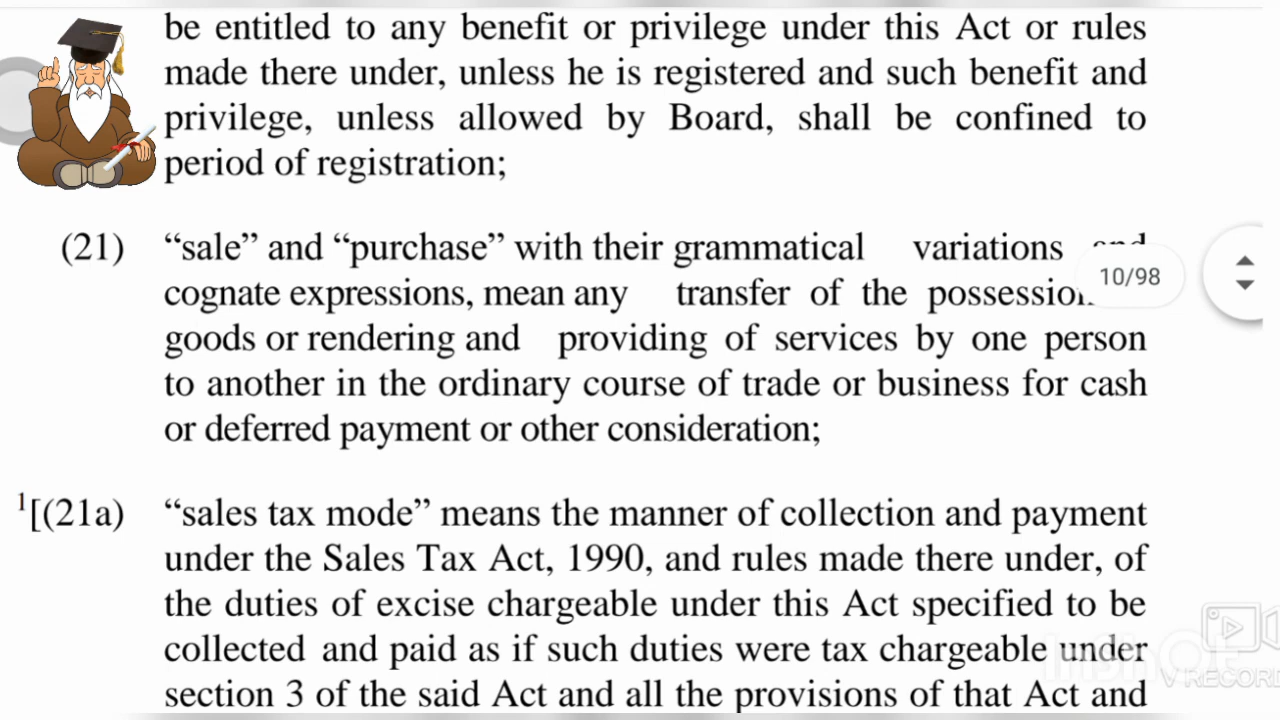 be entitled to any benefit or privilege under this Act or rules
made there under, unless he is registered and such benefit and
privilege, unless allowed by Board, shall be confined to
period of registration;
(21) “sale” and “purchase” with their grammatical variations and
cognate expressions, mean any transfer of the possession
10/98
goods or rendering and providing of services by one person
to another in the ordinary course of trade or business for cash
or deferred payment or other consideration;
1[(21a) “sales tax mode” means the manner of collection and payment
under the Sales Tax Act, 1990, and rules made there under, of
the duties of excise chargeable under this Act specified to be
collected and paid as if such duties were tax chargeable under
section 3 of the said Act and all the provisions of that Act and
V RECORD